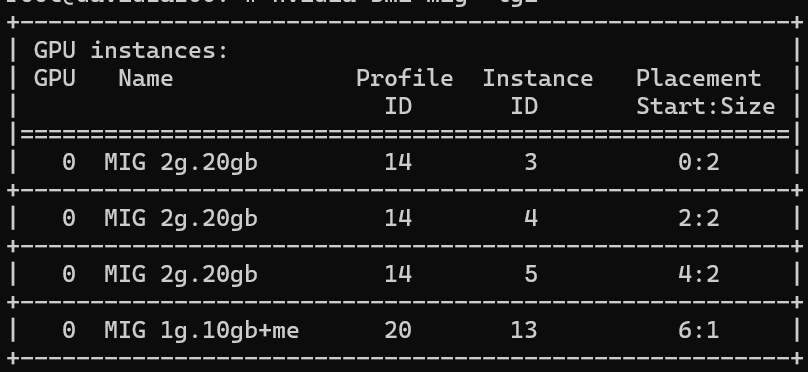 +-------------------------------------------------------+
| GPU instances:                                        |
| GPU   Name             Profile  Instance   Placement  |
|                          ID       ID       Start:Size |
|=======================================================|
|   0  MIG 2g.20gb         14        3          0:2     |
+-------------------------------------------------------+
|   0  MIG 2g.20gb         14        4          2:2     |
+-------------------------------------------------------+
|   0  MIG 2g.20gb         14        5          4:2     |
+-------------------------------------------------------+
|   0  MIG 1g.10gb+me      20       13          6:1     |
+-------------------------------------------------------+